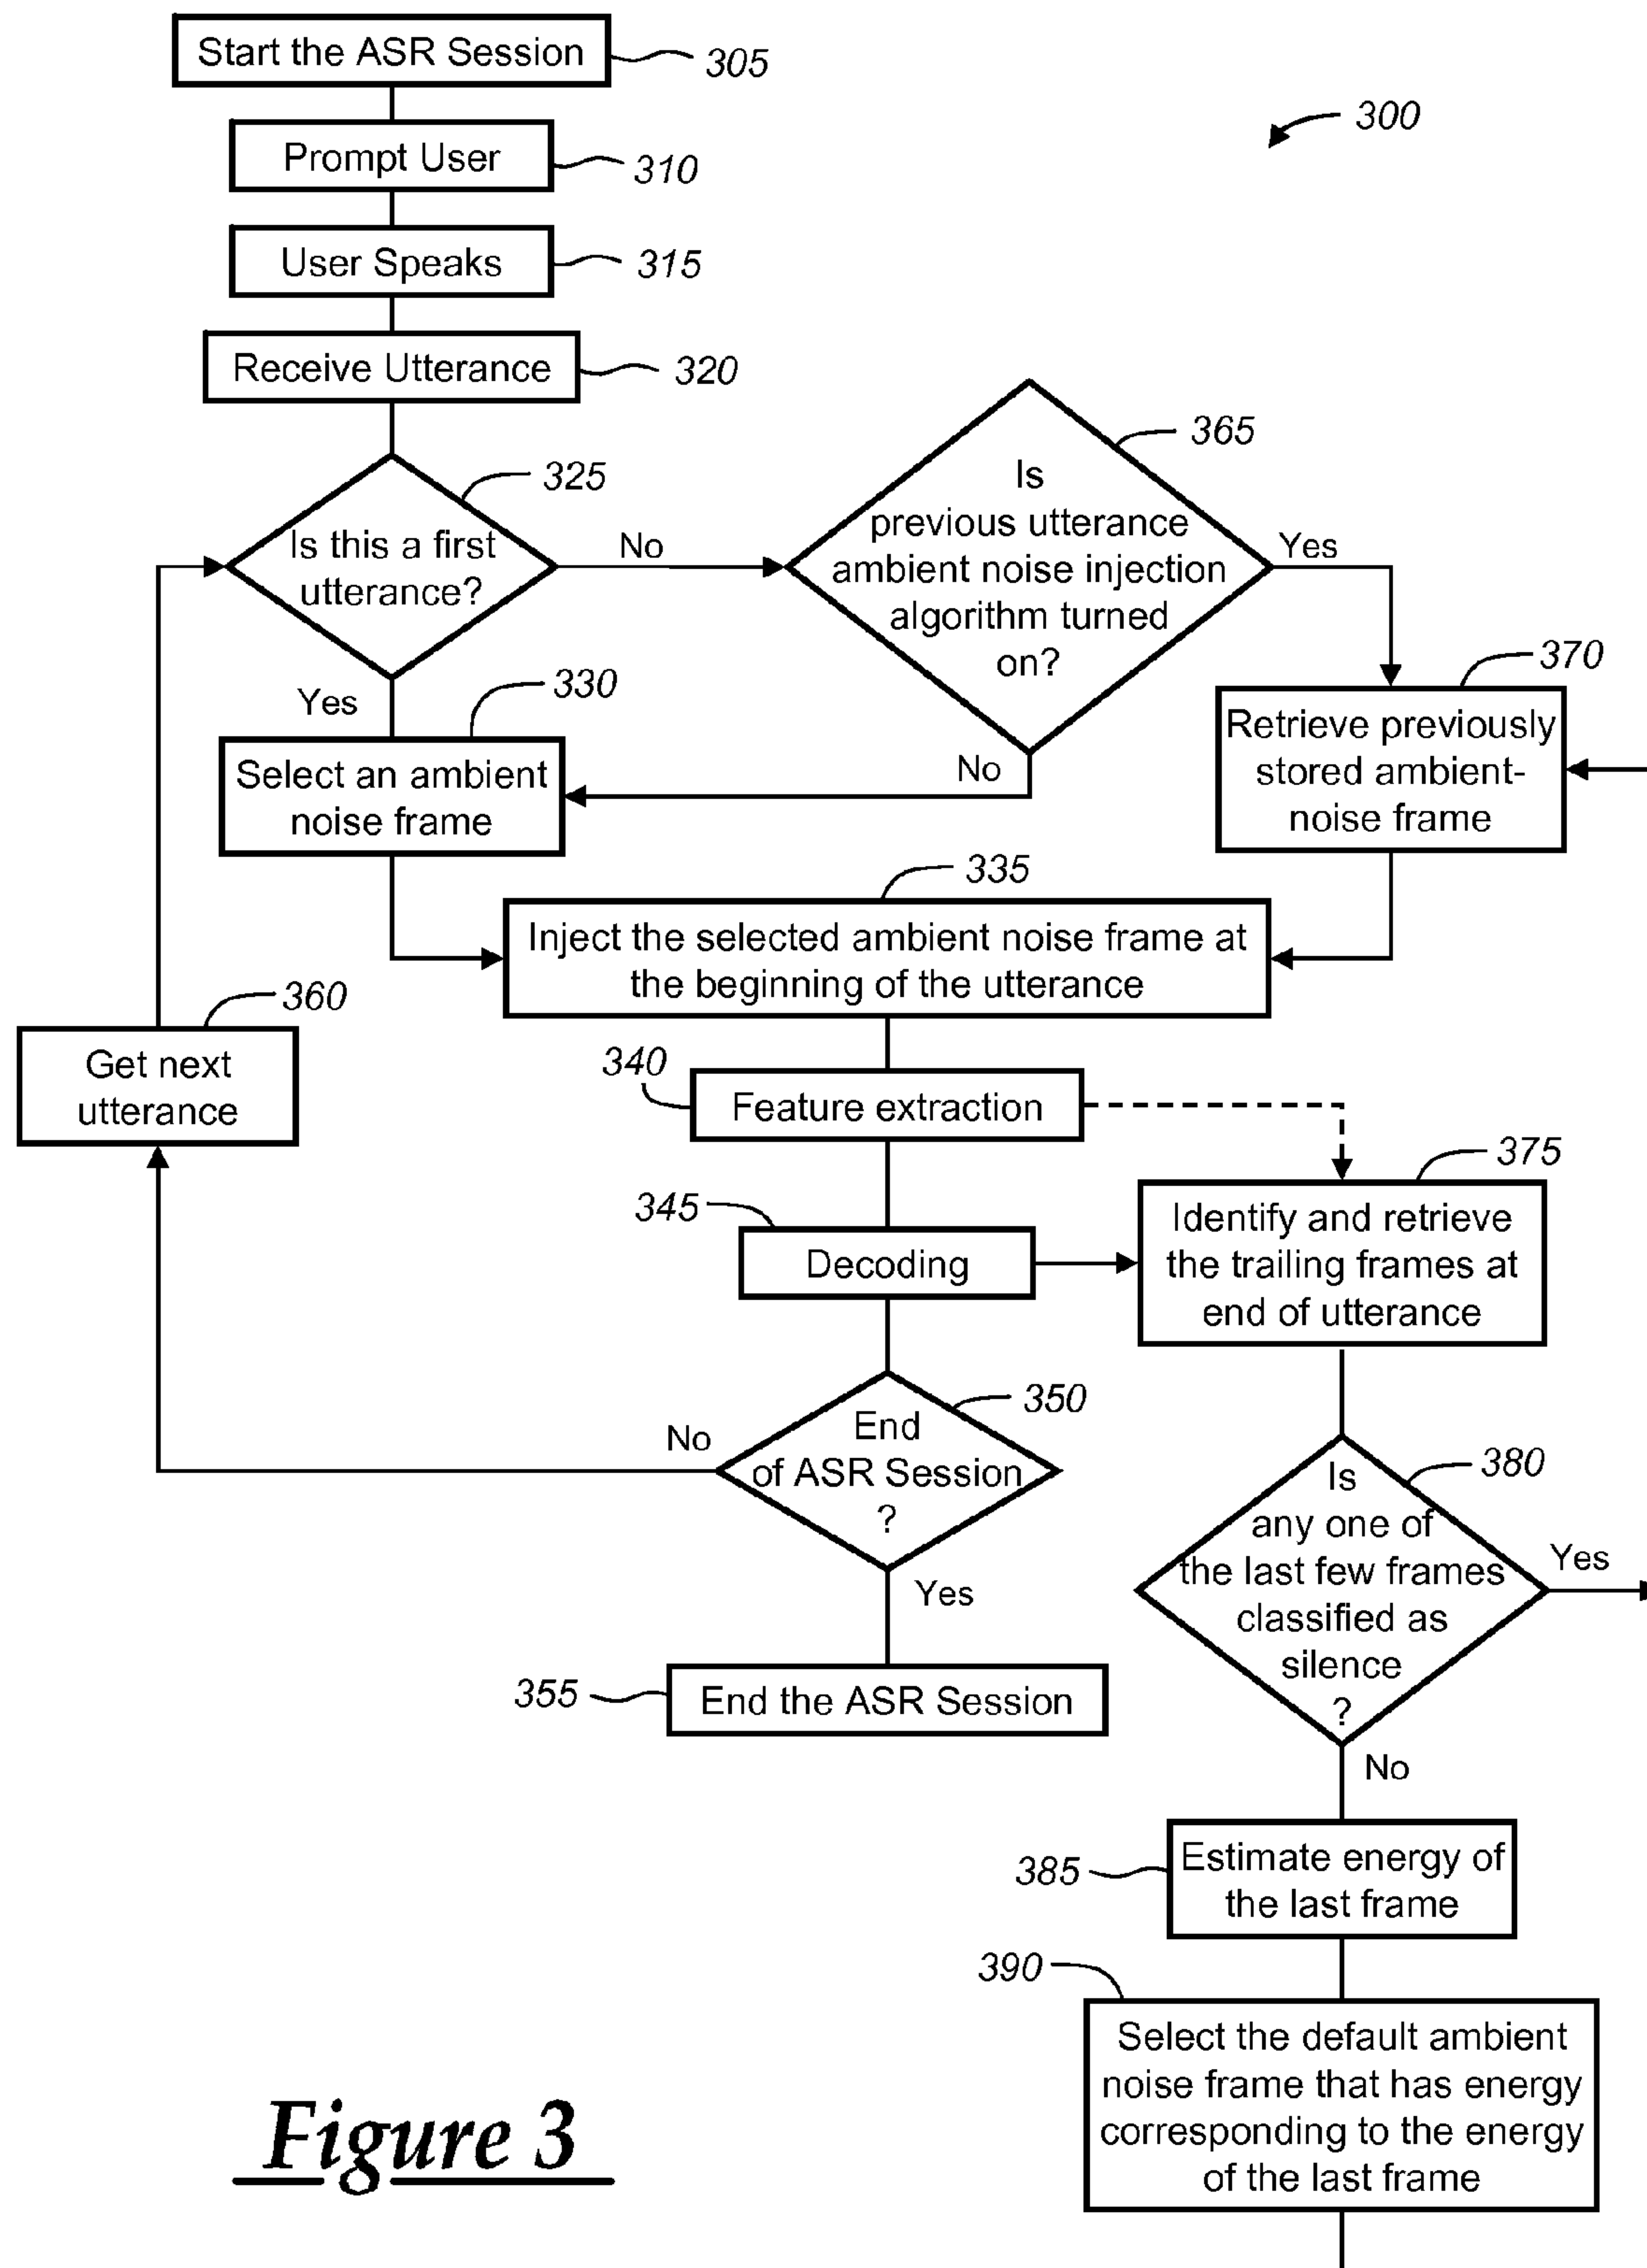 Start the ASR Session
305
300
Prompt User
310
User Speaks
315
Receive Utterance
320
365
325
Is
previous utterance
ambient noise injection
algorithm turned
on?
Is this a first
utterance?
No
Yes
Yes
330
370
Select an ambient
noise frame
No
Retrieve previously
stored ambient-
noise frame
335
Inject the selected ambient noise frame at
the beginning of the utterance
360
Get next
utterance
340
Feature extraction
375
345
Decoding
Identify and retrieve
the trailing frames at
end of utterance
350
No
End
of ASR Session
?
Yes
380
Is
any one of
the last few frames
classified as
silence
?
Yes
355
End the ASR Session
No
385
Estimate energy of
the last frame
390
Select the default ambient
noise frame that has energy
corresponding to the energy
of the last frame
Figure 3